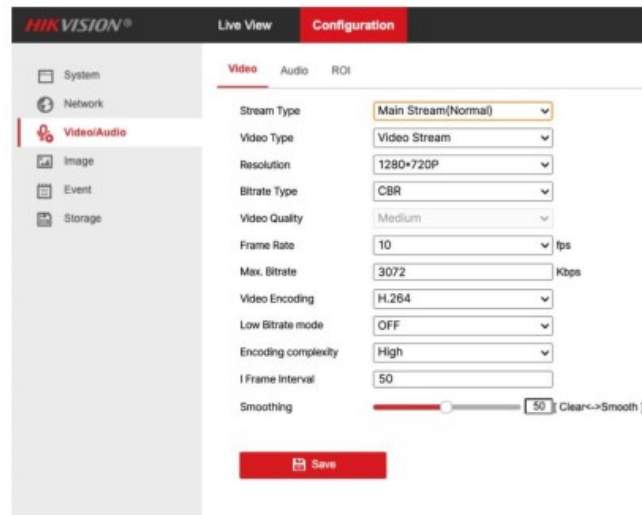 HIKVISION®
Live View
Configuration
System
Network
Video/Audio
Image
Event
Storage
Video
Audio
ROI
Stream Type
Main Stream(Normal)
Video Type
Video Stream
Resolution
1280*720P
Bitrate Type
CBR
Video Quality
Medium
Frame Rate
10
fps
Max. Bitrate
3072
Kbps
Video Encoding
H.264
Low Bitrate mode
OFF
Encoding complexity
High
I Frame Interval
50
Smoothing
50
[ Clear<->Smooth ]
Save